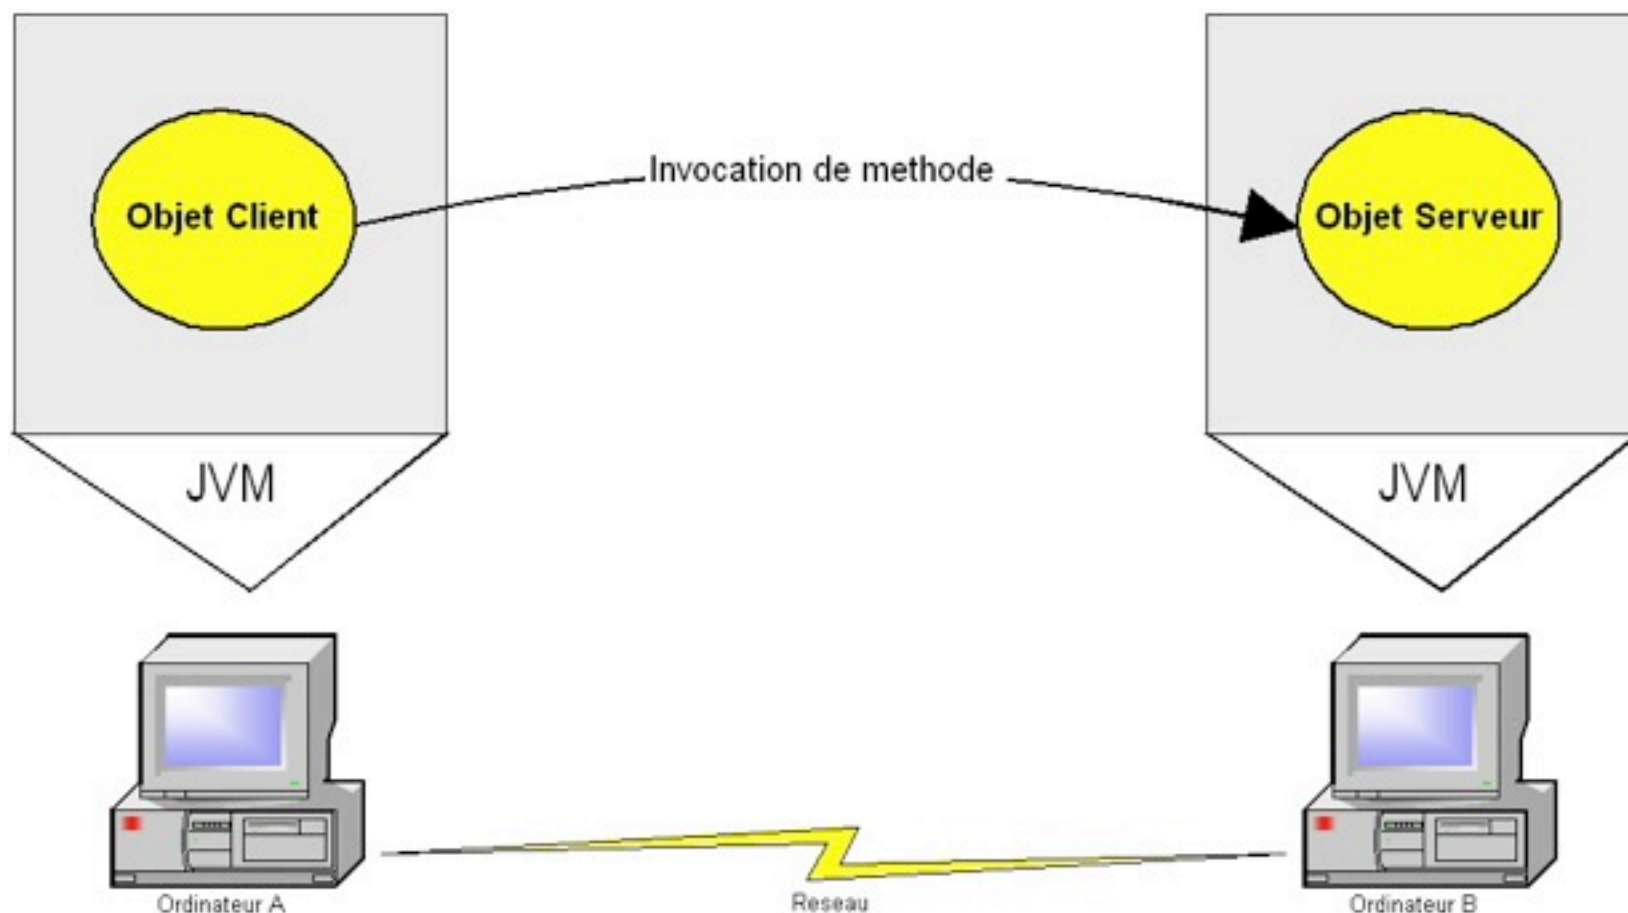 Objet Client
Invocation de methode
Objet Serveur
JVM
JVM
Ordinateur A
Reseau
Ordinateur B